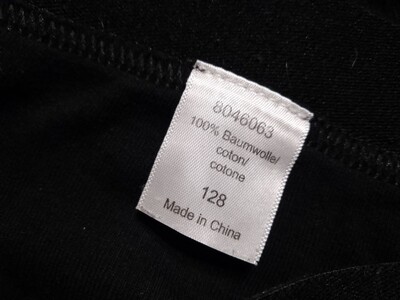 8046063
100% Baumwolle/
coton/
cotone
128
Made in China